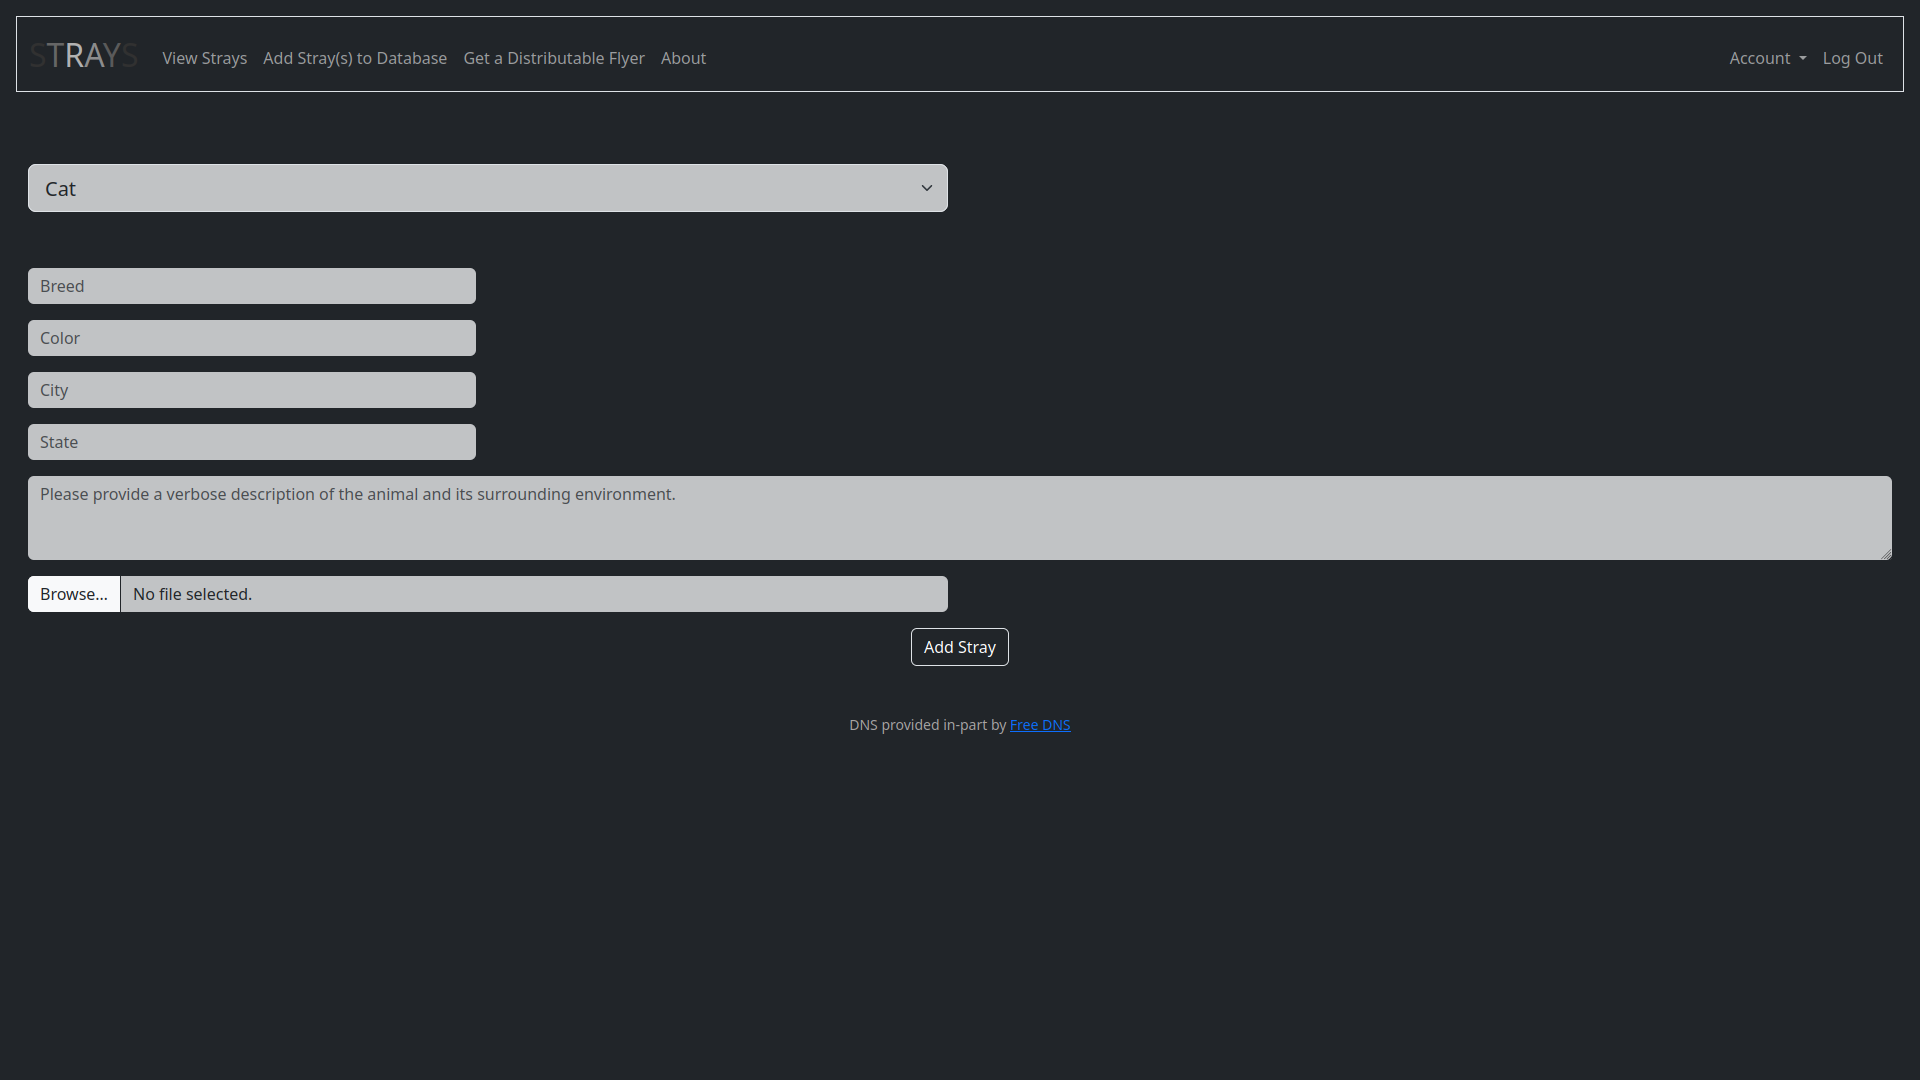 STRAYS View Strays Add Stray(s) to Database Get a Distributable Flyer About Account Log Out
Cat
Breed
Color
City
State
Please provide a verbose description of the animal and its surrounding environment.
Browse... No file selected.
Add Stray
DNS provided in-part by Free DNS